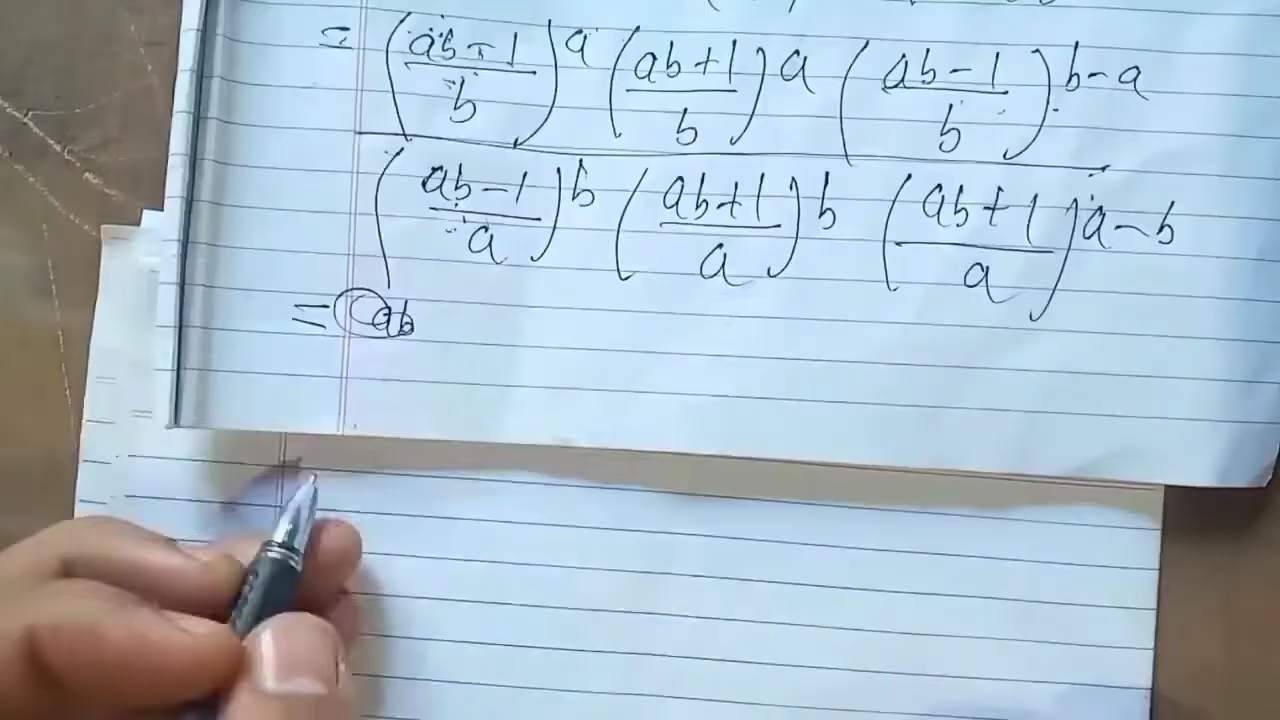 = (ab-1/b)^a (ab+1/b)^a (ab-1/b)^b-a
(ab-1/a)^b (ab+1/a)^b (ab+1/a)^a-b
= ab